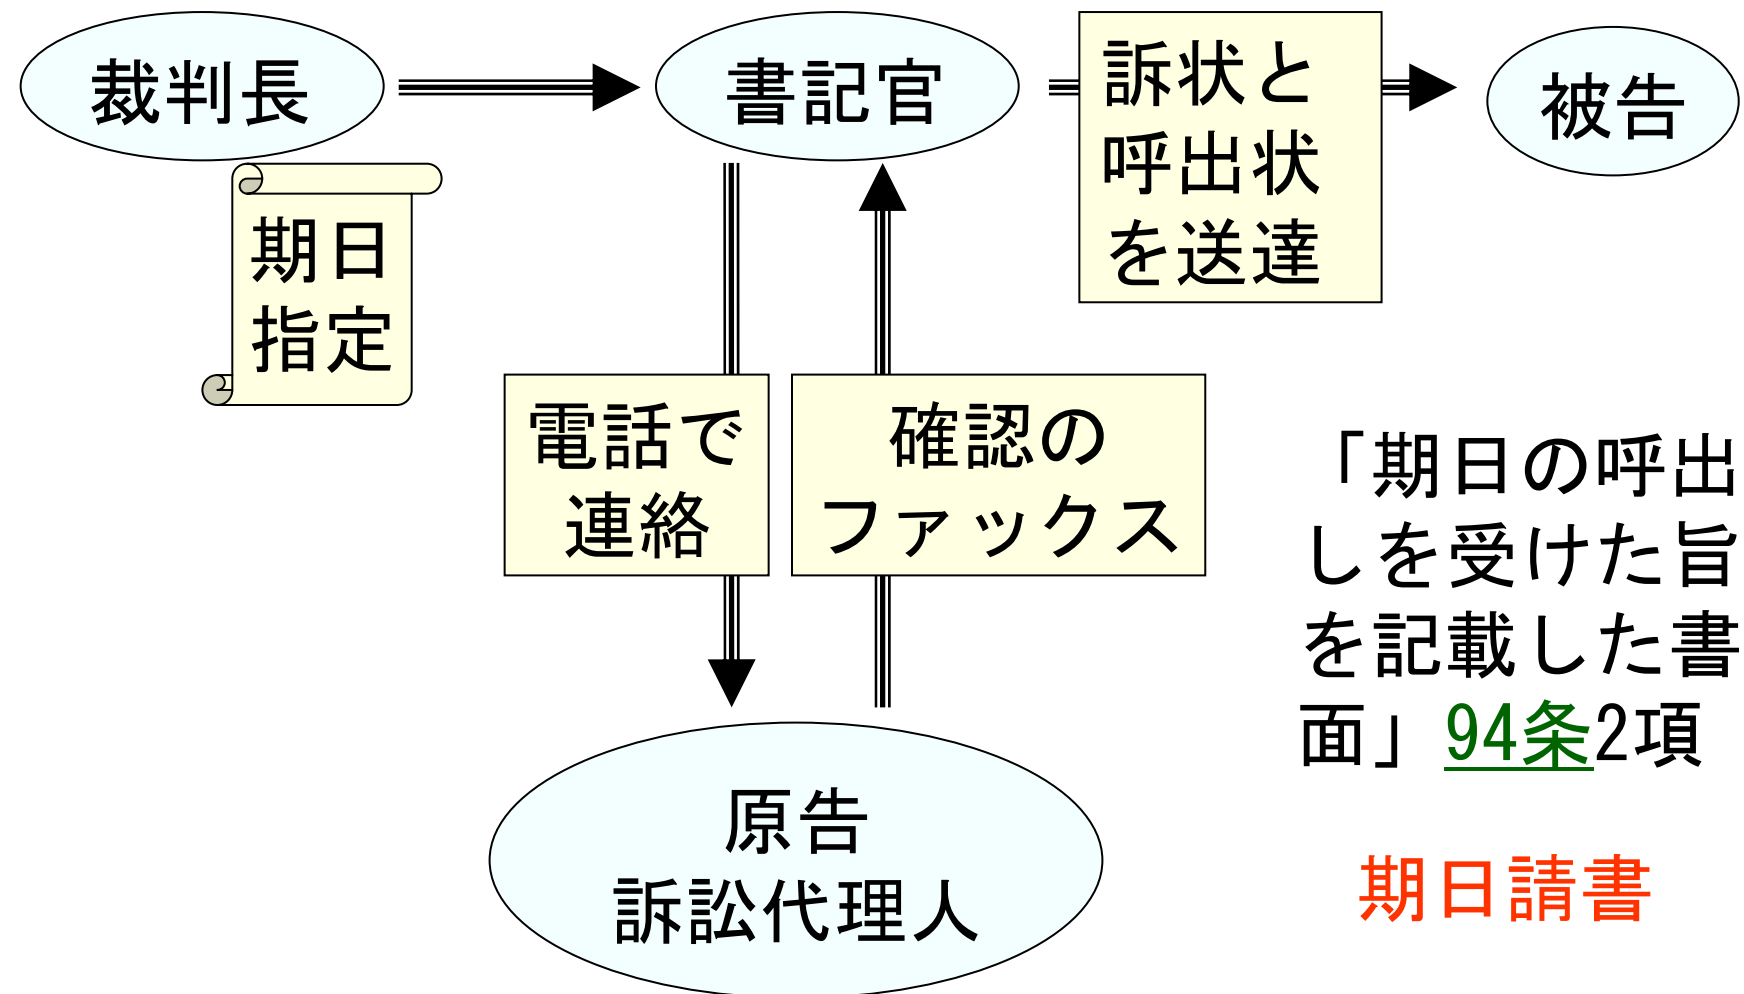 裁判長
書記官
訴状と
呼出状
を送達
被告
期日
指定
電話で
連絡
確認の
ファックス
「期日の呼出
しを受けた旨
を記載した書
面」94条2項
原告
訴訟代理人
期日請書